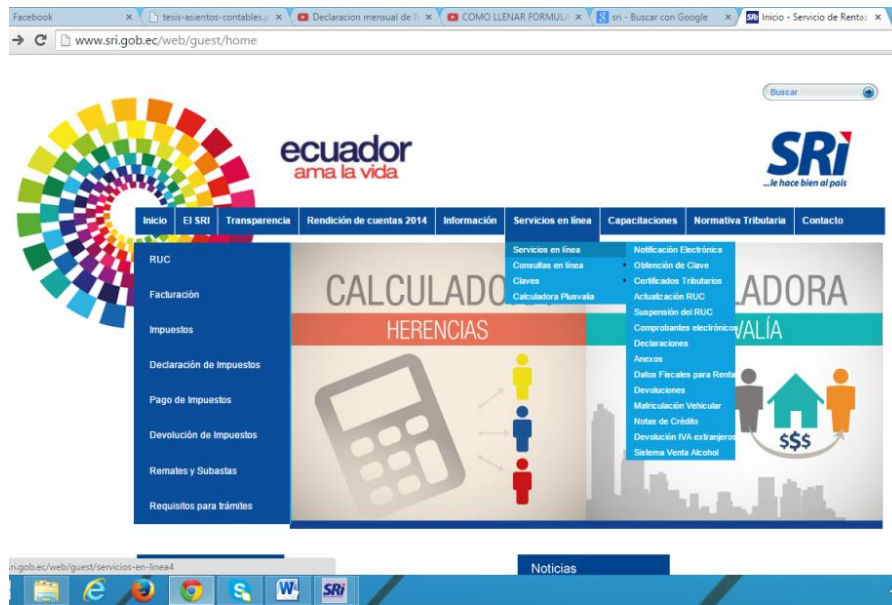 Facebook
tesis-asientos-contables.p
Declaracion mensual de I
COMO LLENAR FORMULA
sri - Buscar con Google
SRi Inicio - Servicio de Rentas
www.sri.gob.ec/web/guest/home
Buscar
ecuador
ama la vida
SRi
...le hace bien al país
Inicio El SRI Transparencia Rendición de cuentas 2014 Información Servicios en línea Capacitaciones Normativa Tributaria Contacto
RUC
Facturación
Impuestos
Declaración de Impuestos
Pago de Impuestos
Devolución de Impuestos
Remates y Subastas
Requisitos para trámites
Servicios en línea
Consultas en línea
Claves
Calculadora Plusvalía
Notificación Electrónica
Obtención de Clave
Certificados Tributarios
Actualización RUC
Suspensión del RUC
Comprobantes electrónicos
Declaraciones
Anexos
Datos Fiscales para Renta
Devoluciones
Matriculación Vehicular
Notas de Crédito
Devolución IVA extranjeros
Sistema Venta Alcohol
CALCULADO
HERENCIAS
LADORA
VALÍA
$$$
ri.gob.ec/web/guest/servicios-en-linea4
Noticias
SRi